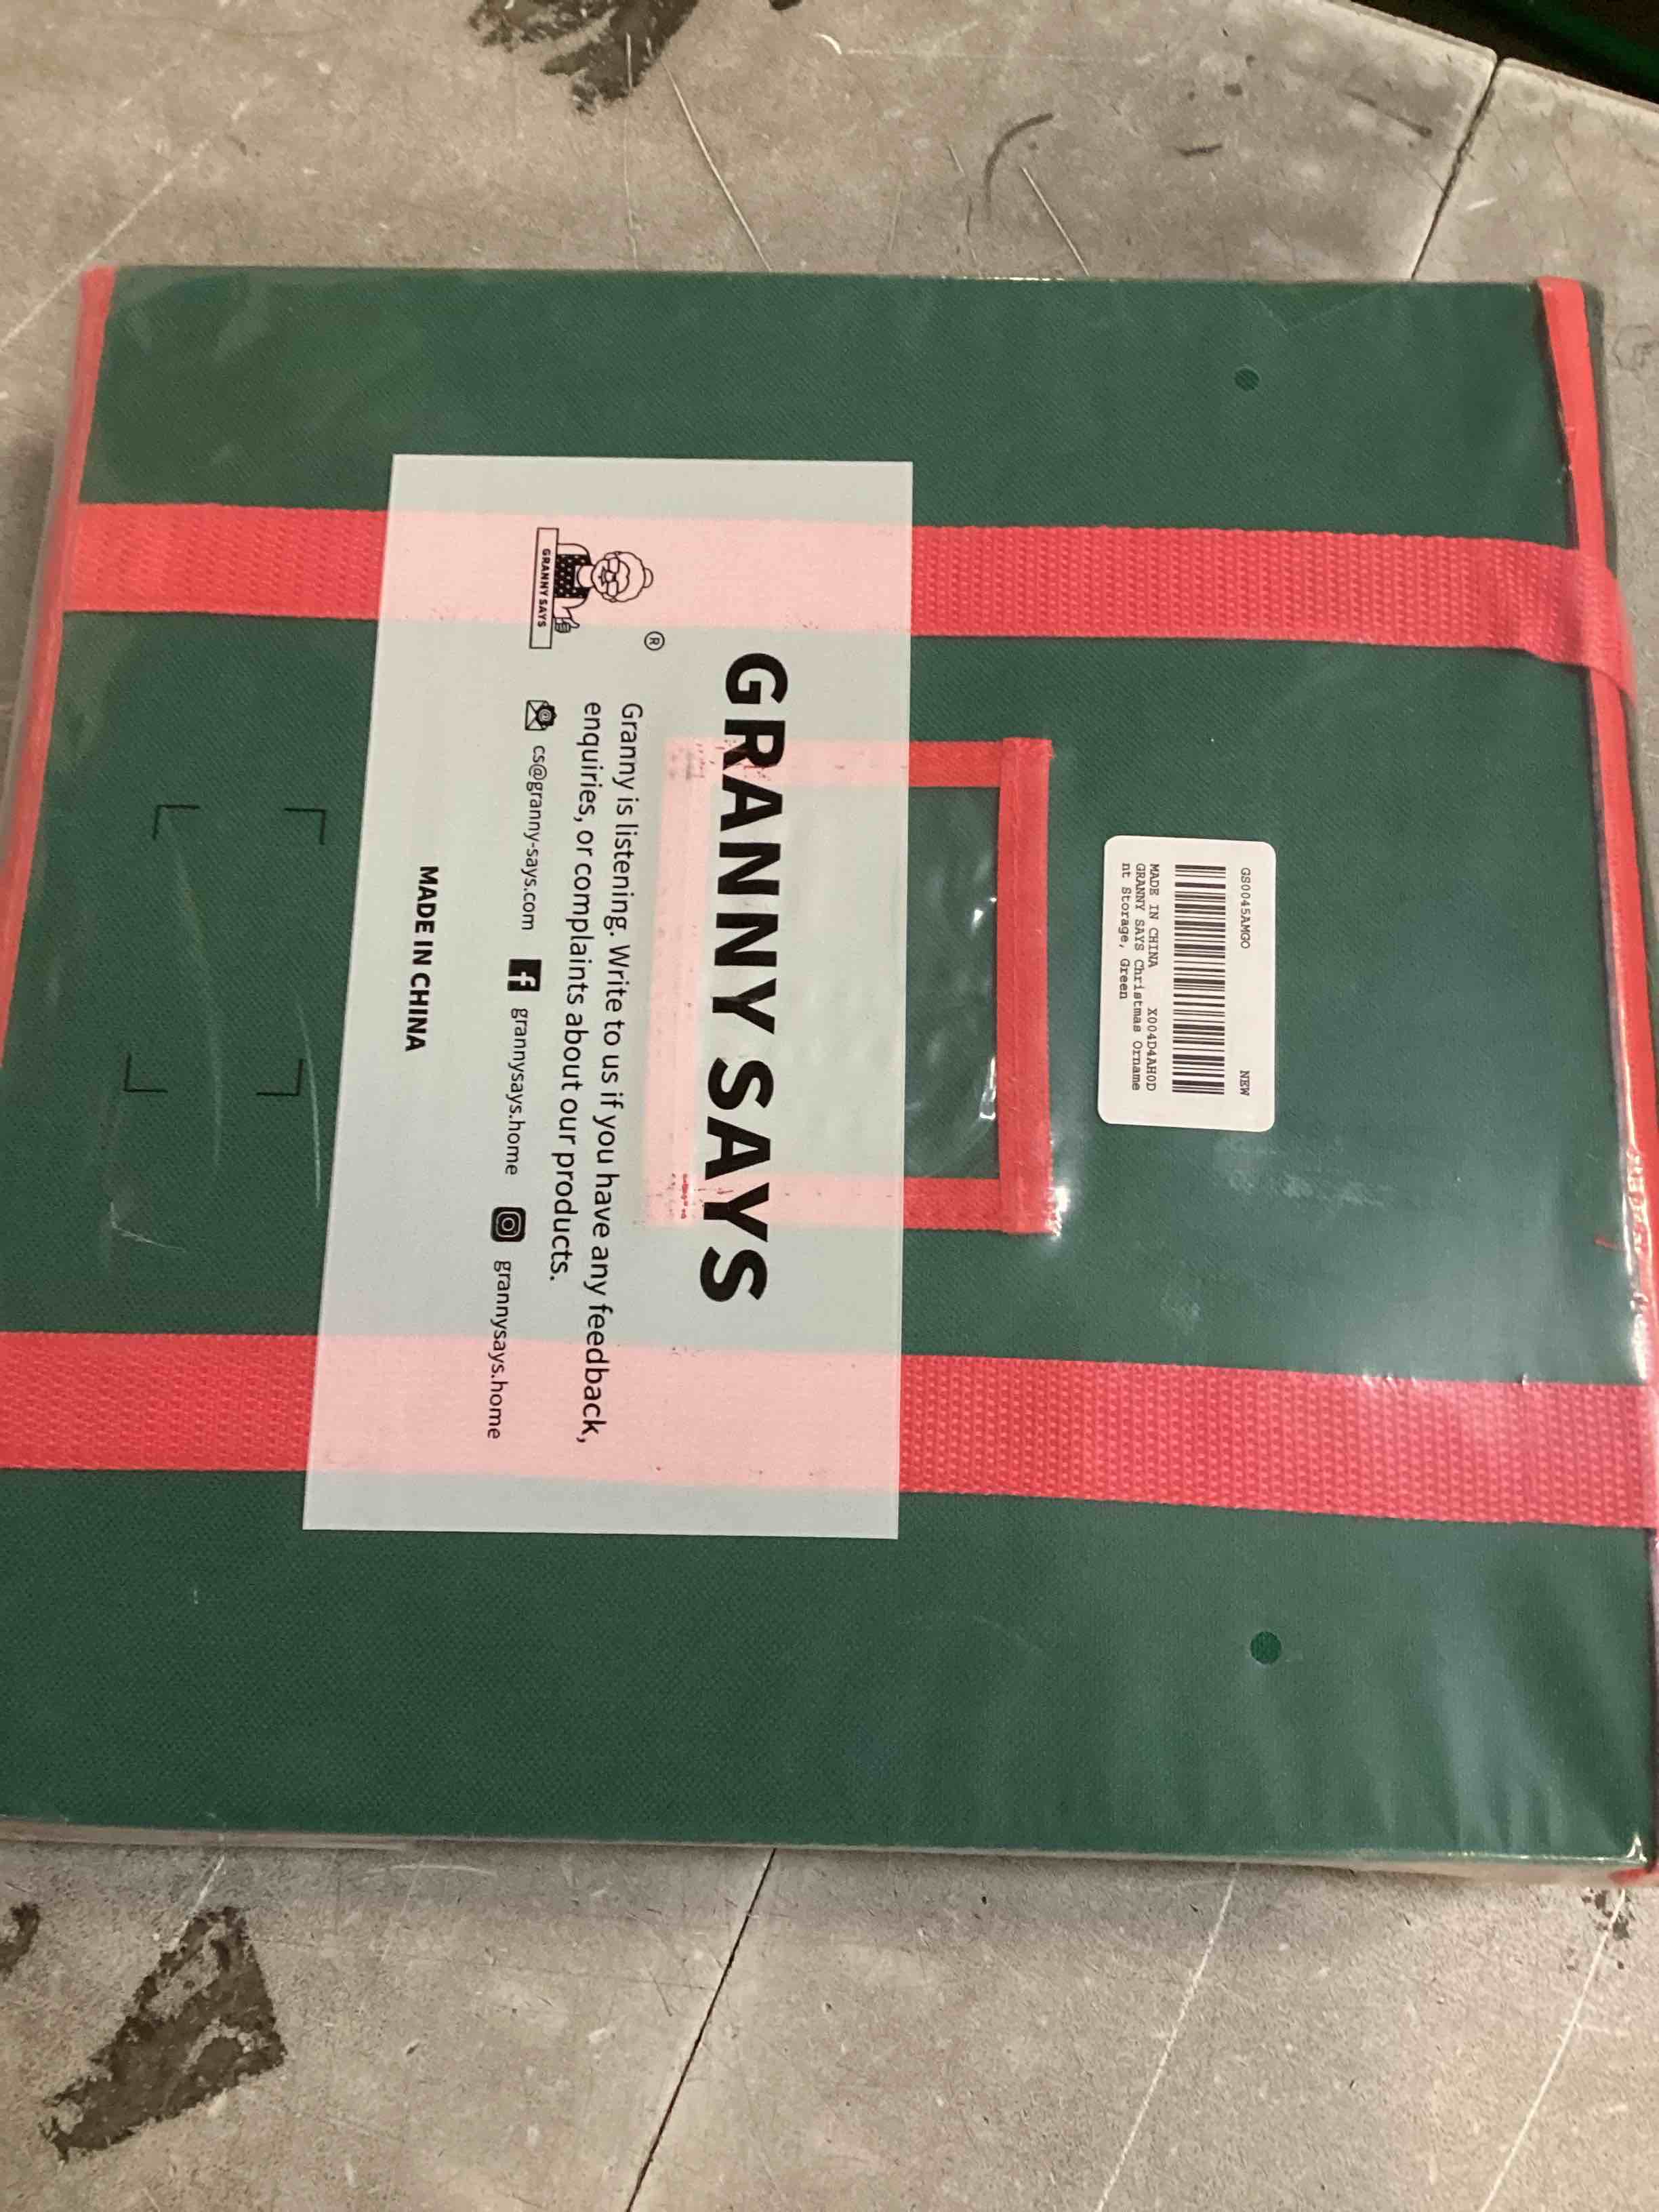 GRANNY SAYS
®
GRANNY SAYS
Granny is listening. Write to us if you have any feedback,
enquiries, or complaints about our products.
cs@granny-says.com grannysays.home grannysays.home
MADE IN CHINA
GS0045AMGO NEW
MADE IN CHINA X004D4AH0D
GRANNY SAYS Christmas Orname
nt Storage, Green